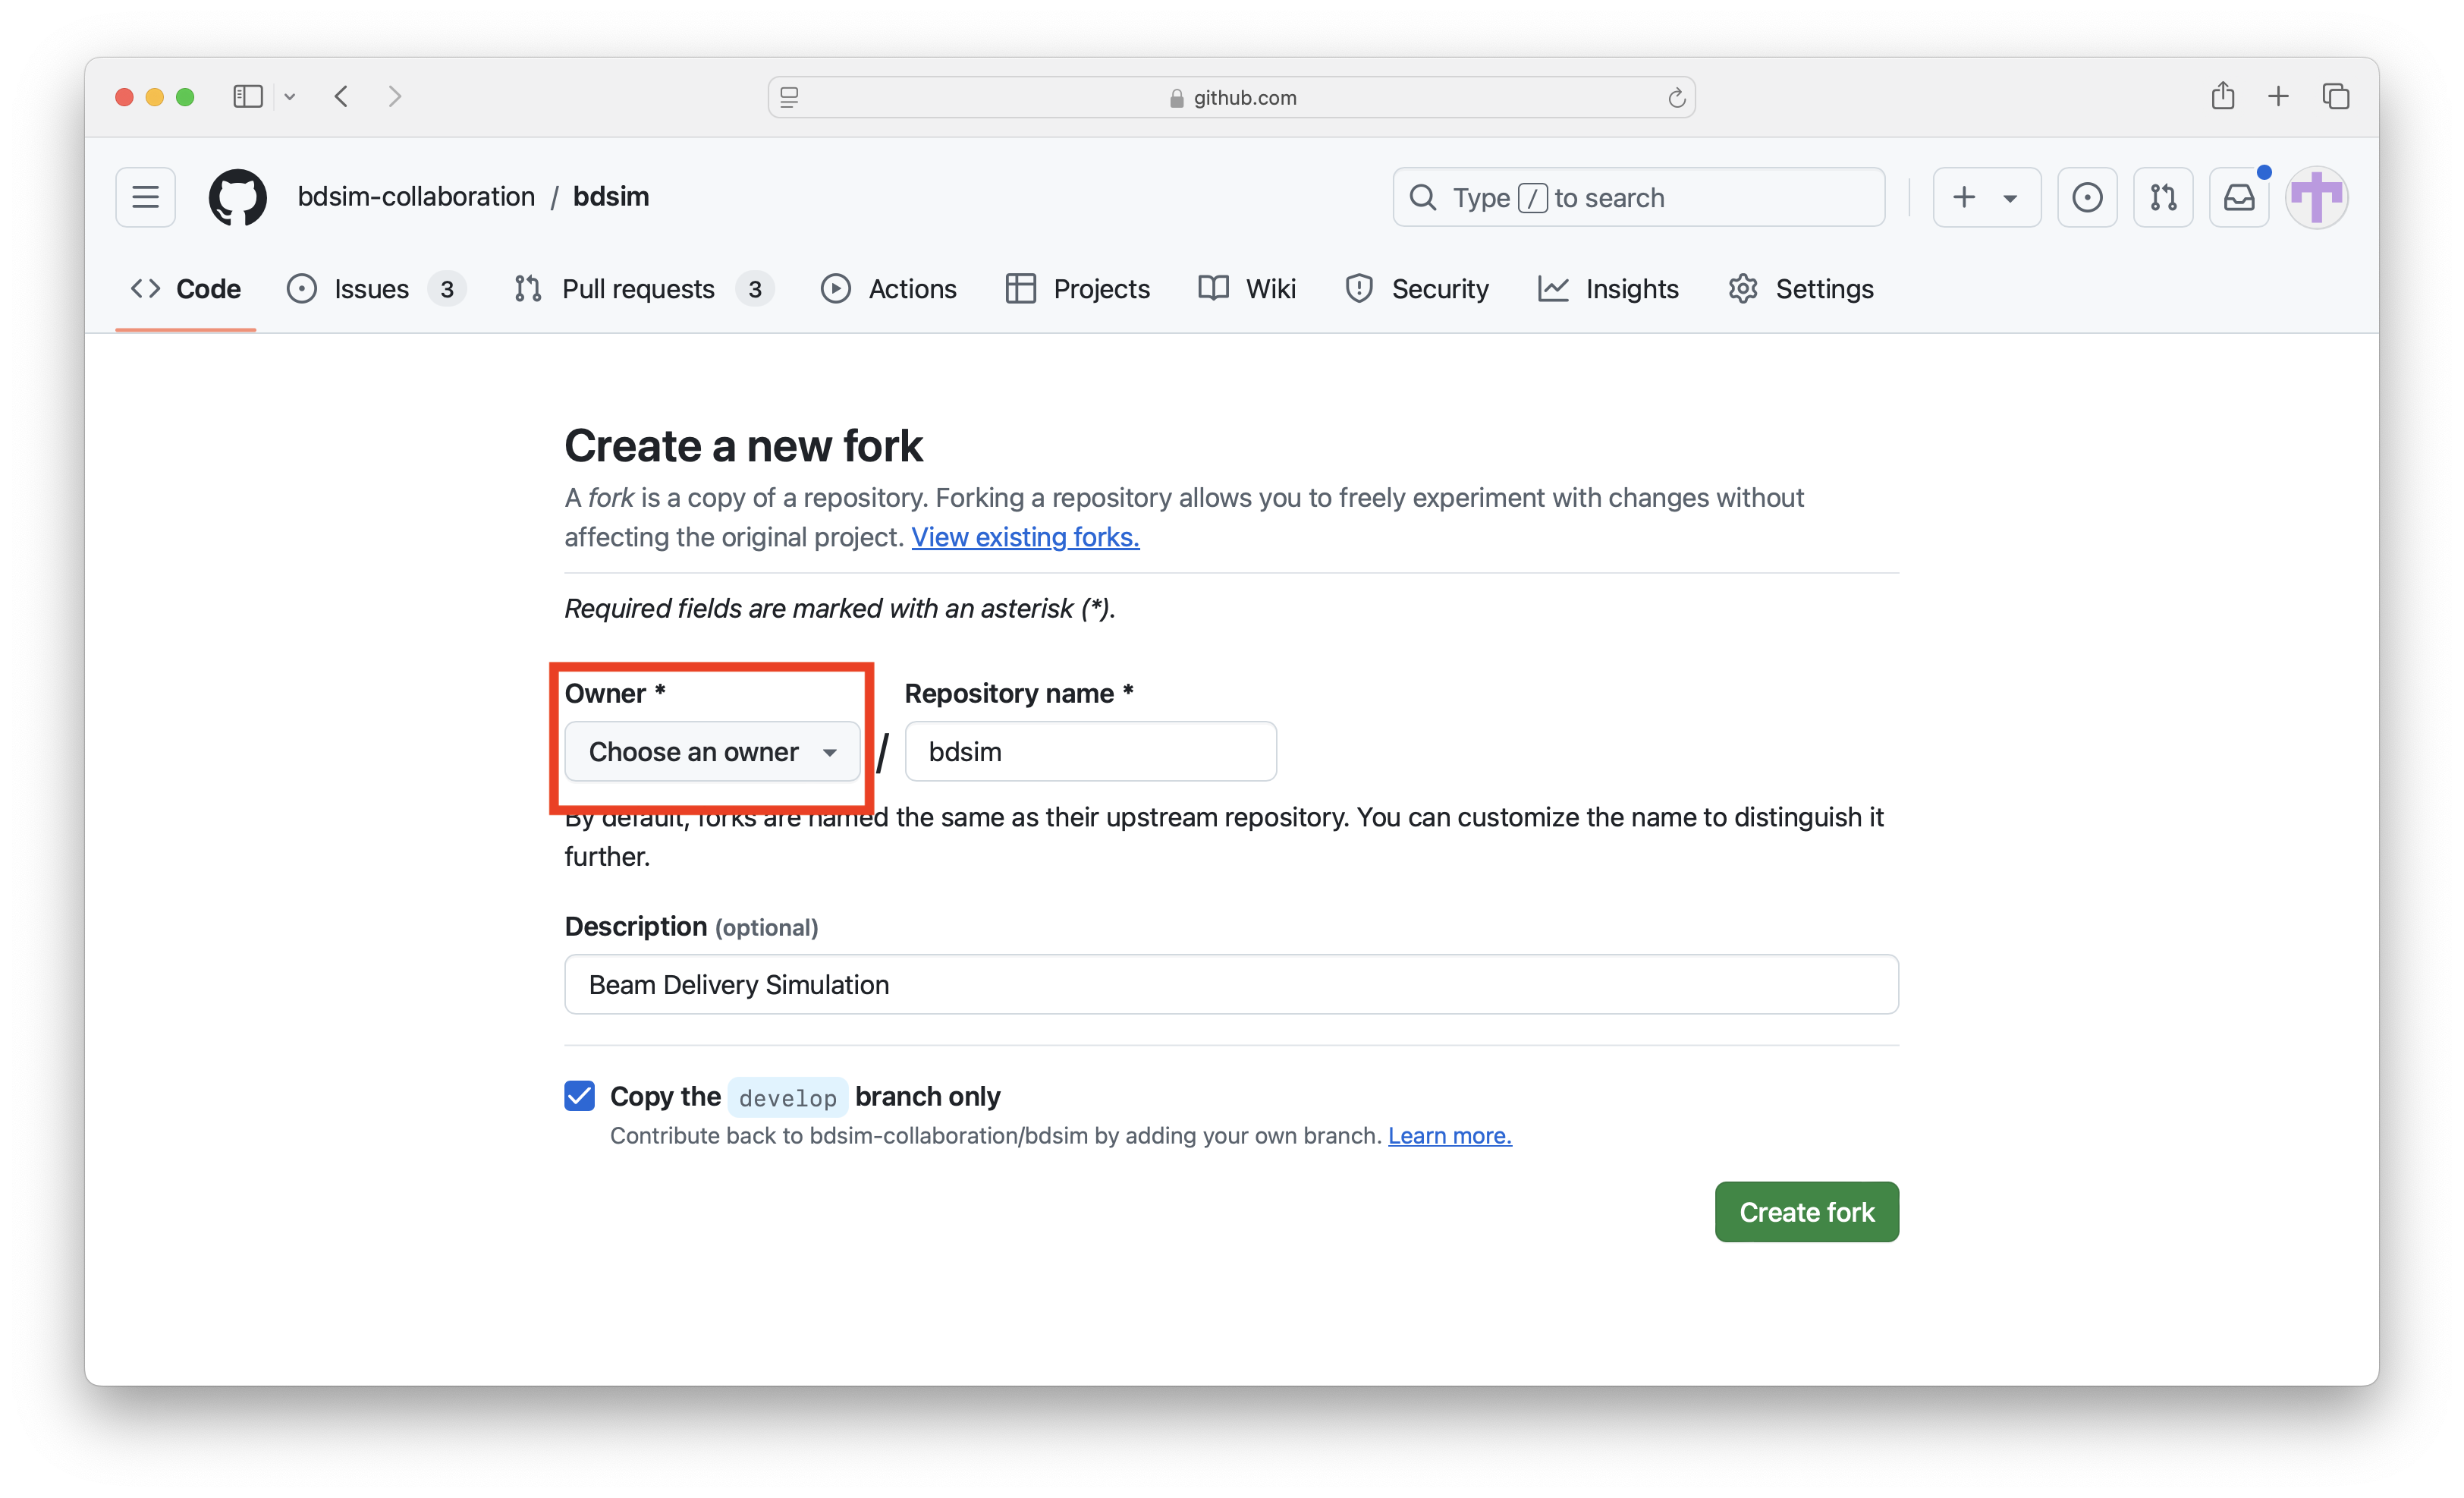 github.com
bdsim-collaboration / bdsim
Type / to search
Code
Issues 3
Pull requests 3
Actions
Projects
Wiki
Security
Insights
Settings
Create a new fork
A fork is a copy of a repository. Forking a repository allows you to freely experiment with changes without
affecting the original project. View existing forks.
Required fields are marked with an asterisk (*).
Owner *
Repository name *
Choose an owner / bdsim
By default, forks are named the same as their upstream repository. You can customize the name to distinguish it
further.
Description (optional)
Beam Delivery Simulation
Copy the develop branch only
Contribute back to bdsim-collaboration/bdsim by adding your own branch. Learn more.
Create fork